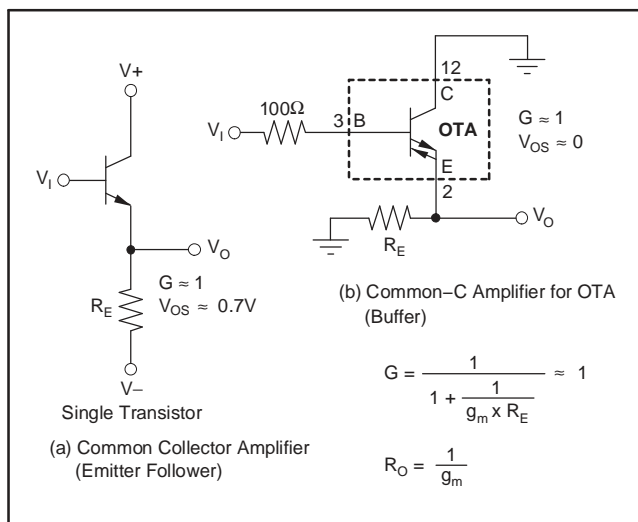 V+
V_I
V_O
R_E
G ≈ 1
V_OS ≈ 0.7V
V−
Single Transistor
(a) Common Collector Amplifier
(Emitter Follower)
12
C
100Ω
V_I
3
B
OTA
E
2
G ≈ 1
V_OS ≈ 0
R_E
V_O
(b) Common−C Amplifier for OTA
(Buffer)
G = 1 / (1 + 1 / (g_m x R_E)) ≈ 1
R_O = 1 / g_m